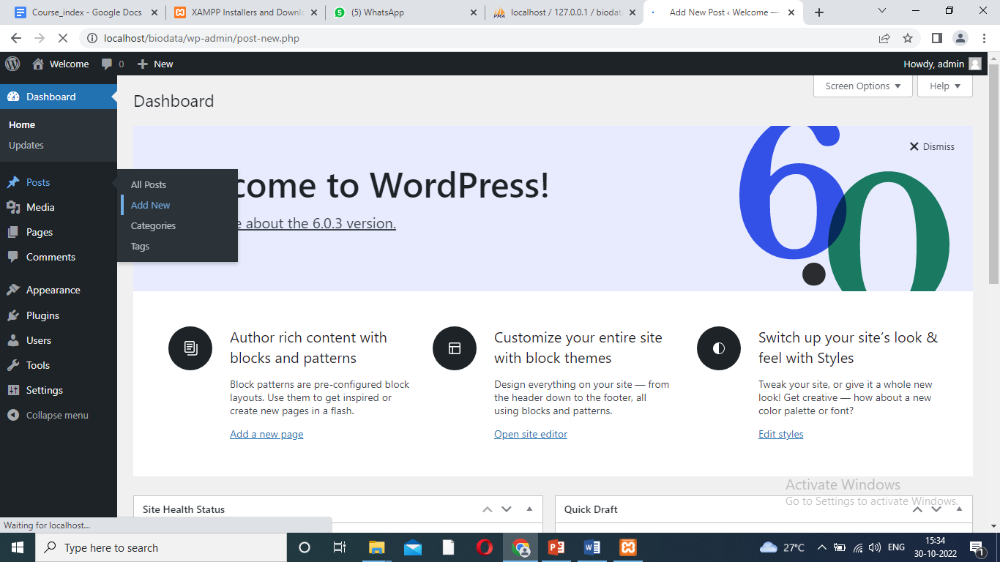 Course_index - Google Docs
XAMPP Installers and Downlo
(5) WhatsApp
localhost / 127.0.0.1 / biodata
Add New Post ‹ Welcome —
localhost/biodata/wp-admin/post-new.php
Welcome
0
New
Howdy, admin
Dashboard
Home
Updates
Posts
Media
Pages
Comments
Appearance
Plugins
Users
Tools
Settings
Collapse menu
All Posts
Add New
Categories
Tags
Dashboard
Screen Options
Help
come to WordPress!
e about the 6.0.3 version.
Dismiss
6.0
Author rich content with
blocks and patterns
Block patterns are pre-configured block
layouts. Use them to get inspired or
create new pages in a flash.
Add a new page
Customize your entire site
with block themes
Design everything on your site — from
the header down to the footer, all
using blocks and patterns.
Open site editor
Switch up your site’s look &
feel with Styles
Tweak your site, or give it a whole new
look! Get creative — how about a new
color palette or font?
Edit styles
Site Health Status
Quick Draft
Activate Windows
Go to Settings to activate Windows.
Waiting for localhost...
Type here to search
27°C
ENG
15:34
30-10-2022
1